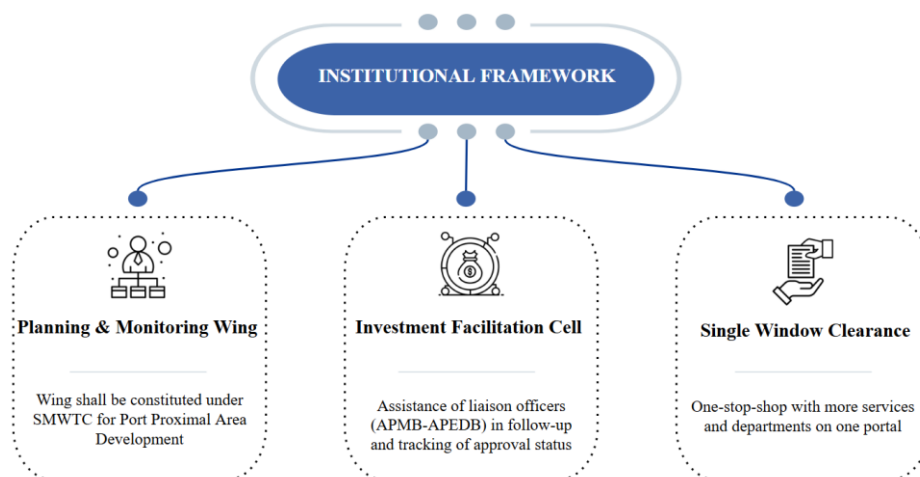 INSTITUTIONAL FRAMEWORK
Planning & Monitoring Wing
Wing shall be constituted under
SMWTC for Port Proximal Area
Development
Investment Facilitation Cell
Assistance of liaison officers
(APMB-APEDB) in follow-up
and tracking of approval status
Single Window Clearance
One-stop-shop with more services
and departments on one portal